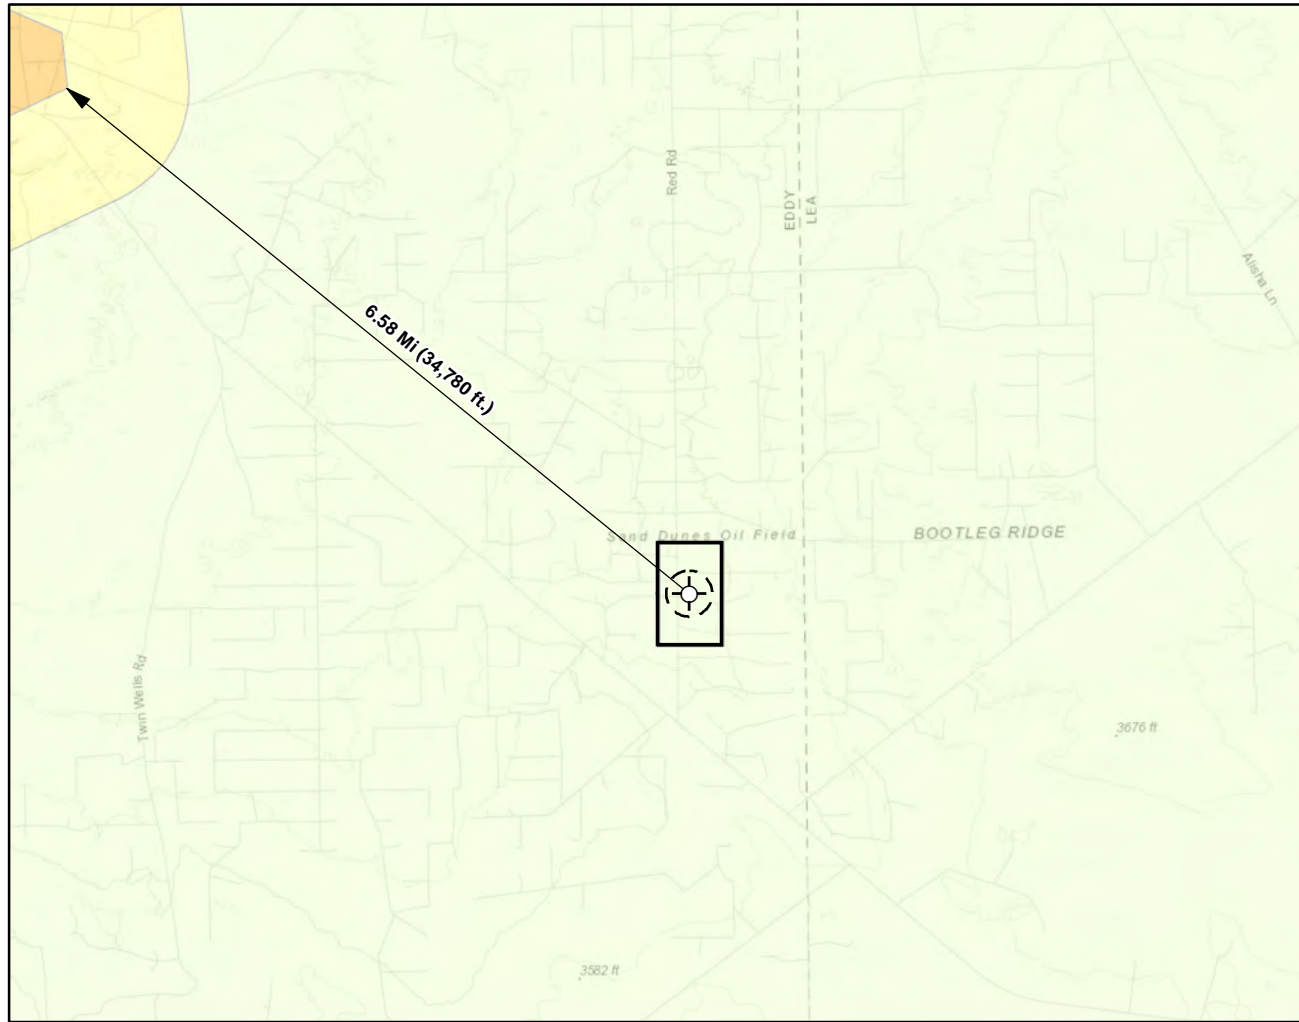 Red Rd
EDDY
LEA
Alisha Ln
6.58 Mi (34,780 ft.)
Sand Dunes Oil Field
BOOTLEG RIDGE
Twin Wells Rd
3676 ft
3582 ft